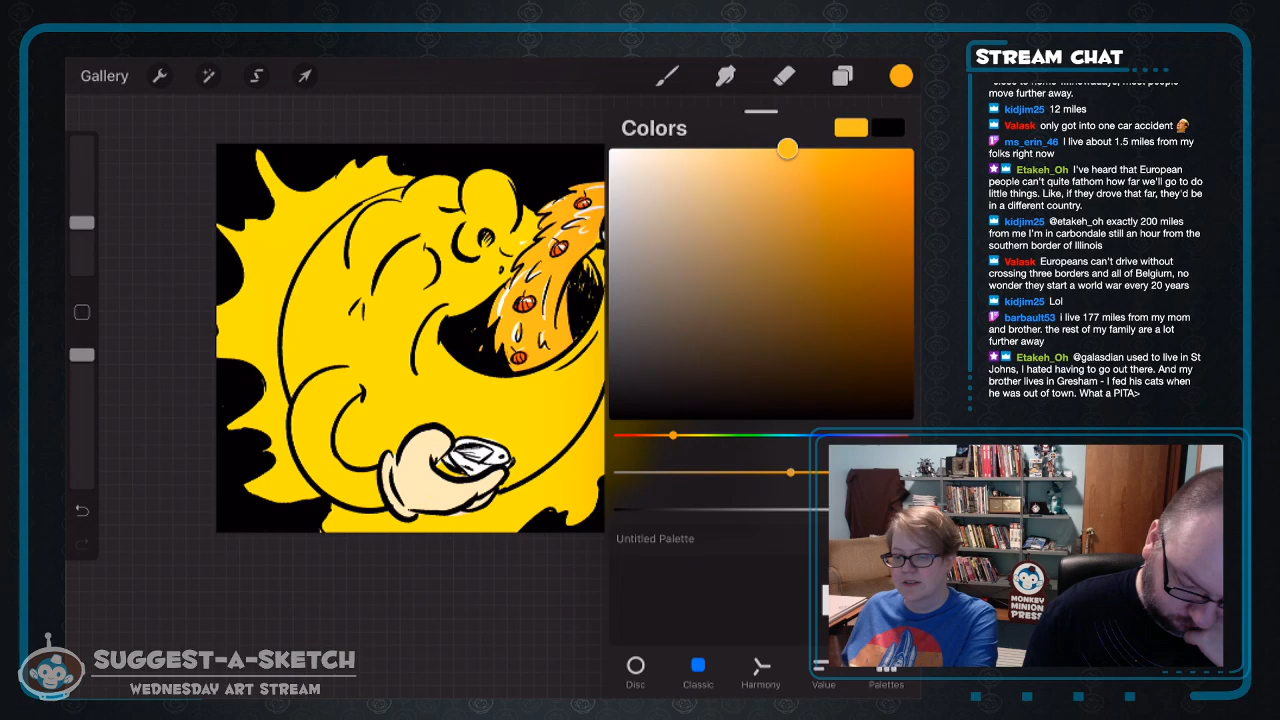 Gallery
Colors
Untitled Palette
Disc
Classic
Harmony
Value
Palettes
STREAM CHAT
move further away.
kidjim25 12 miles
Valask only got into one car accident
ms_erin_46 I live about 1.5 miles from my
folks right now
Etakeh_Oh I've heard that European
people can't quite fathom how far we'll go to do
little things. Like, if they drove that far, they'd be
in a different country.
kidjim25 @etakeh_oh exactly 200 miles
from me I'm in carbondale still an hour from the
southern border of Illinois
Valask Europeans can't drive without
crossing three borders and all of Belgium, no
wonder they start a world war every 20 years
kidjim25 Lol
barbault53 i live 177 miles from my mom
and brother. the rest of my family are a lot
further away
Etakeh_Oh @galasdian used to live in St
Johns, I hated having to go out there. And my
brother lives in Gresham - I fed his cats when
he was out of town. What a PITA>
MONKEY
MINION
PRESS
SUGGEST-A-SKETCH
WEDNESDAY ART STREAM